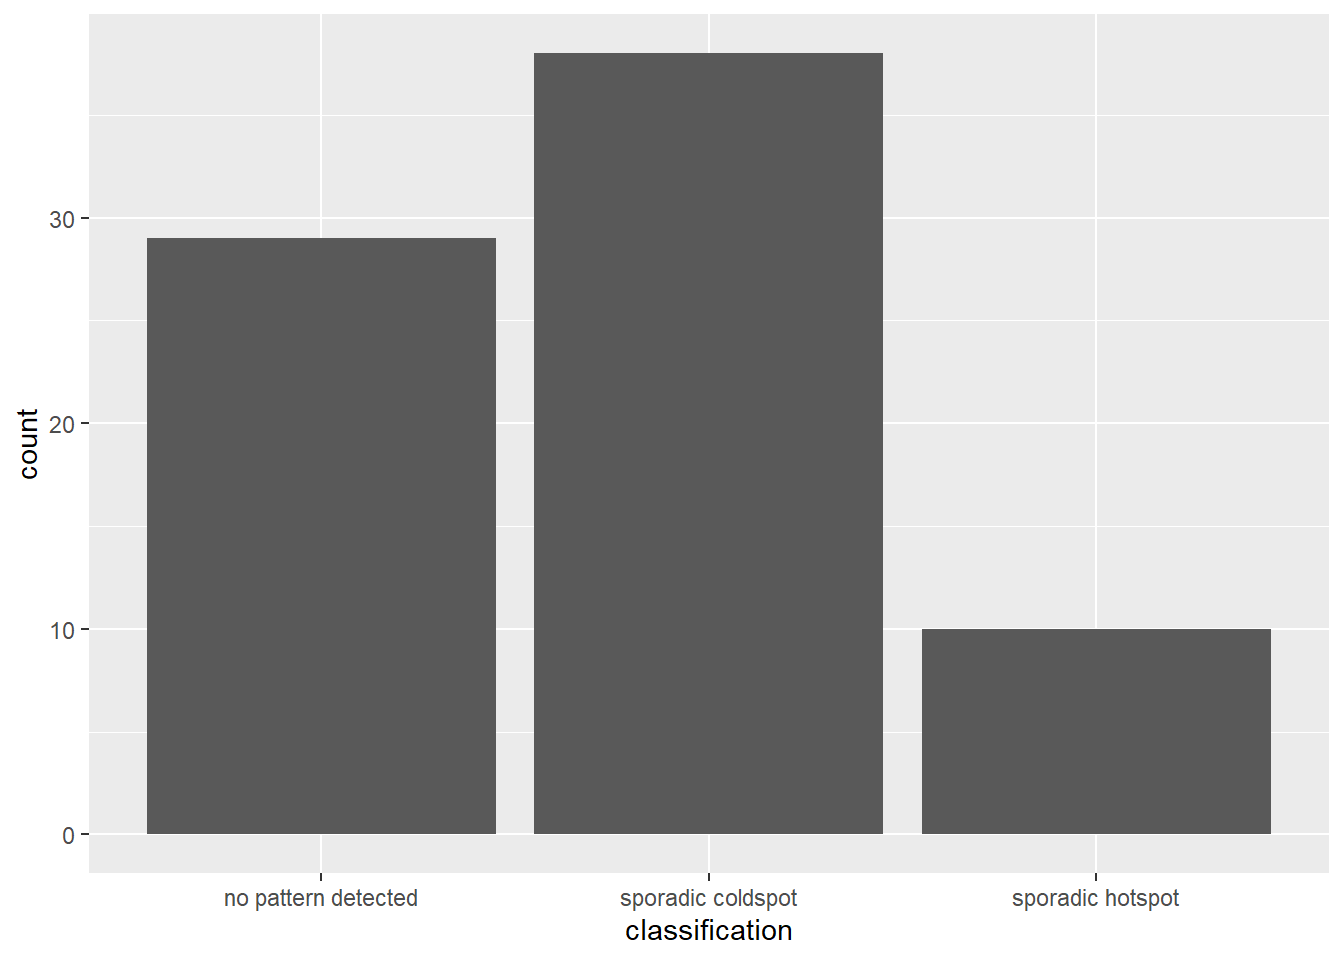 count
30
20
10
0
no pattern detected
sporadic coldspot
sporadic hotspot
classification